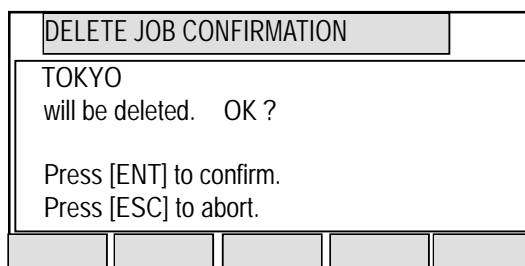 DELETE JOB CONFIRMATION
TOKYO
will be deleted. OK ?
Press [ENT] to confirm.
Press [ESC] to abort.